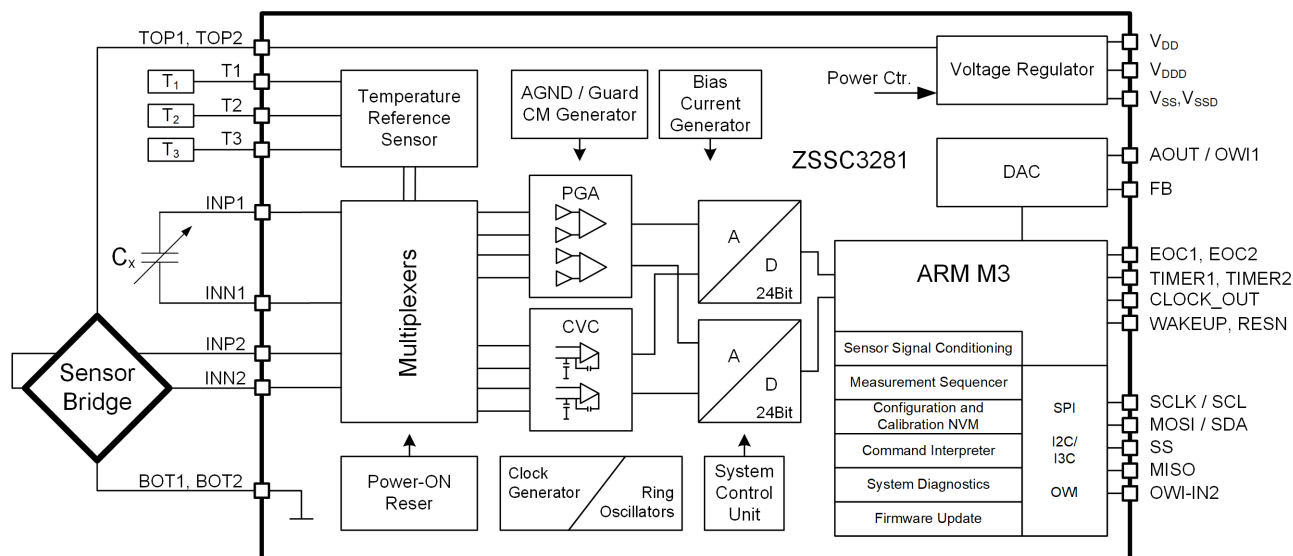 TOP1, TOP2
T1
T₁
T2
T₂
T3
T₃
Temperature
Reference
Sensor
AGND / Guard
CM Generator
Bias
Current
Generator
Power Ctr.
Voltage Regulator
V_DD
V_DDD
V_SS,V_SSD
ZSSC3281
DAC
AOUT / OWI1
FB
INP1
Cₓ
INN1
INP2
INN2
Sensor
Bridge
BOT1, BOT2
Multiplexers
PGA
CVC
A
D
24Bit
A
D
24Bit
Power-ON
Reser
Clock
Generator
Ring
Oscillators
System
Control
Unit
ARM M3
Sensor Signal Conditioning
Measurement Sequencer
Configuration and
Calibration NVM
Command Interpreter
System Diagnostics
Firmware Update
SPI
I2C/
I3C
OWI
EOC1, EOC2
TIMER1, TIMER2
CLOCK_OUT
WAKEUP, RESN
SCLK / SCL
MOSI / SDA
SS
MISO
OWI-IN2